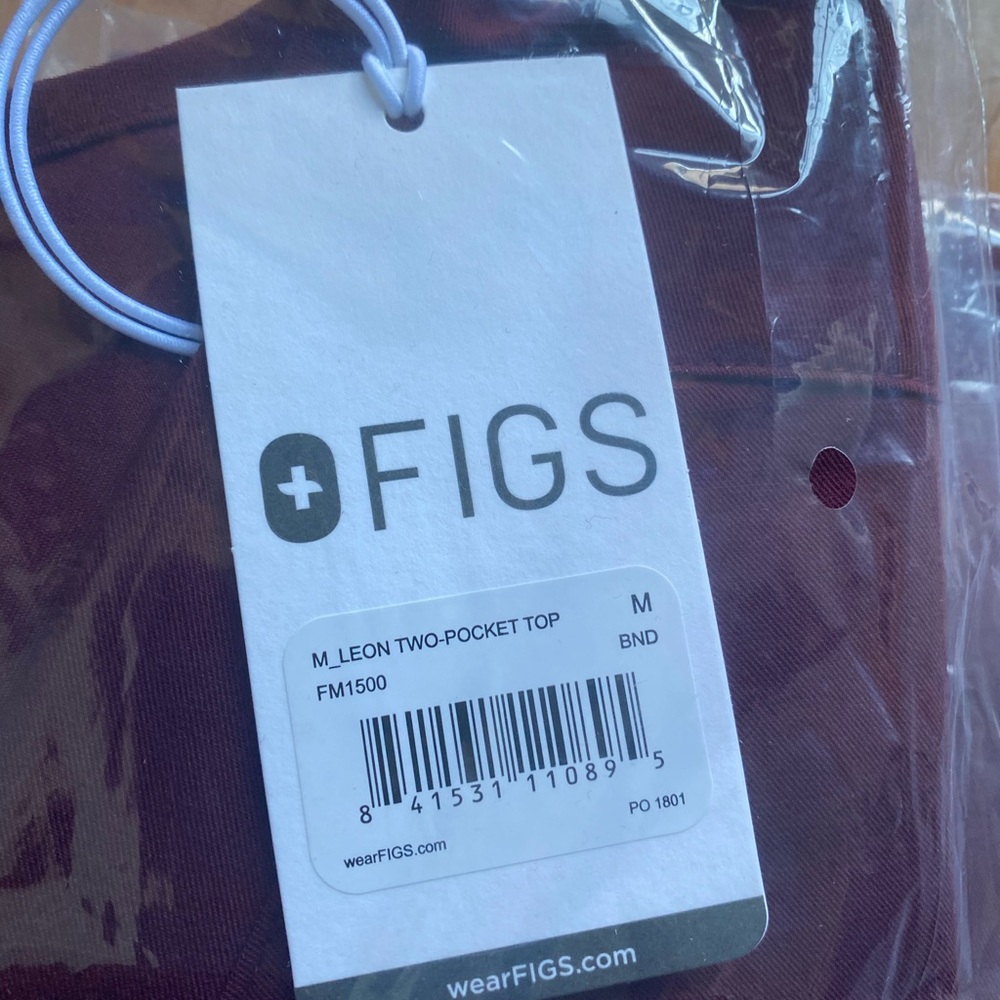 FIGS
M_LEON TWO-POCKET TOP M
FM1500 BND
8 41531 11089 5
PO 1801
wearFIGS.com
wearFIGS.com